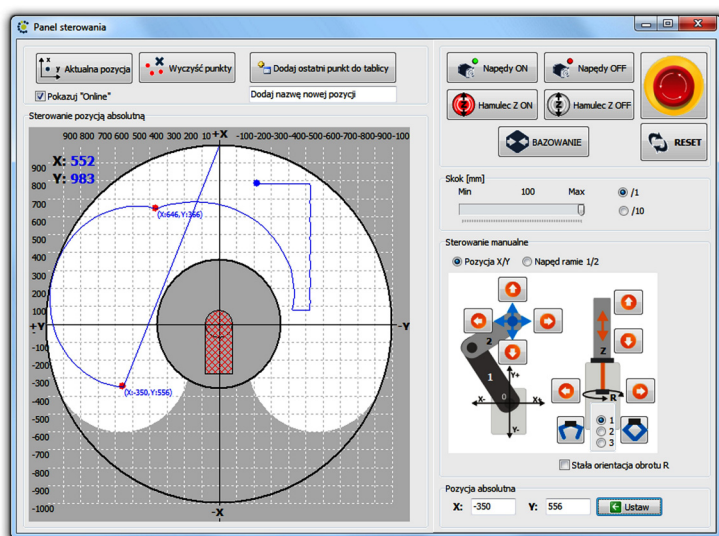 Panel sterowania
Aktualna pozycja
Wyczyść punkty
Dodaj ostatni punkt do tablicy
Pokazuj "Online"
Dodaj nazwę nowej pozycji
Sterowanie pozycją absolutną
900 800 700 600 500 400 300 200 10 +X -100 -200 -300 -400 -500 -600 -700 -800 -900 -100
X: 552
Y: 983
900
800
700
600
500
400
300
200
100
+Y
-Y
-100
-200
-300
-400
-500
-600
-700
-800
-900
-1000
-X
(X:646,Y:366)
(X:-350,Y:556)
Napędy ON
Napędy OFF
Hamulec Z ON
Hamulec Z OFF
BAZOWANIE
RESET
Skok [mm]
Min 100 Max
/1
/10
Sterowanie manualne
Pozycja X/Y
Napęd ramie 1/2
2
1
0
Y+
X-
X+
Y-
Z
R
1
2
3
Stała orientacja obrotu R
Pozycja absolutna
X: -350 Y: 556 Ustaw